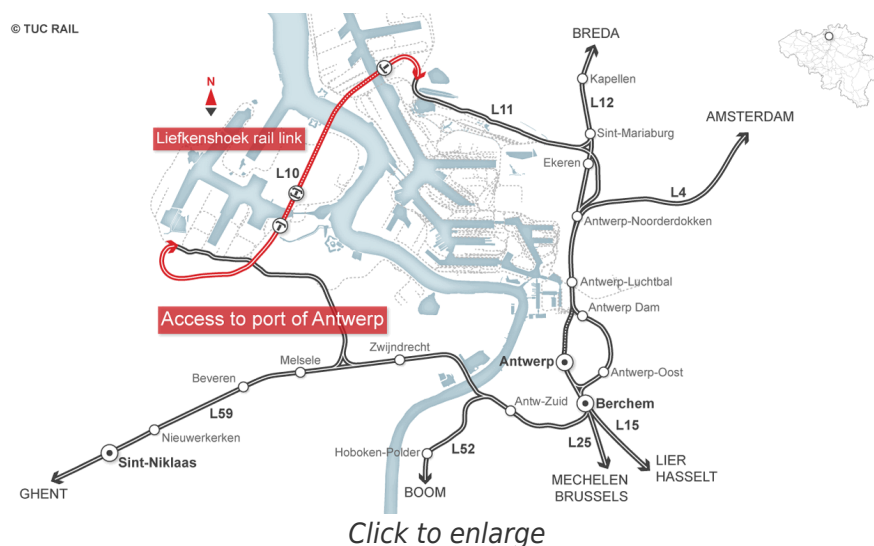 © TUC RAIL
BREDA
Kapellen
L12
N
L11
AMSTERDAM
Sint-Mariaburg
Liefkenshoek rail link
Ekeren
L10
L4
Antwerp-Noorderdokken
Antwerp-Luchtbal
Access to port of Antwerp
Antwerp Dam
Zwijndrecht
Melsele
Antwerp
Beveren
Antwerp-Oost
Antw-Zuid
Berchem
L59
L15
Nieuwerkerken
L25
Hoboken-Polder
L52
Sint-Niklaas
LIER
HASSELT
MECHELEN
BRUSSELS
GHENT
BOOM
Click to enlarge